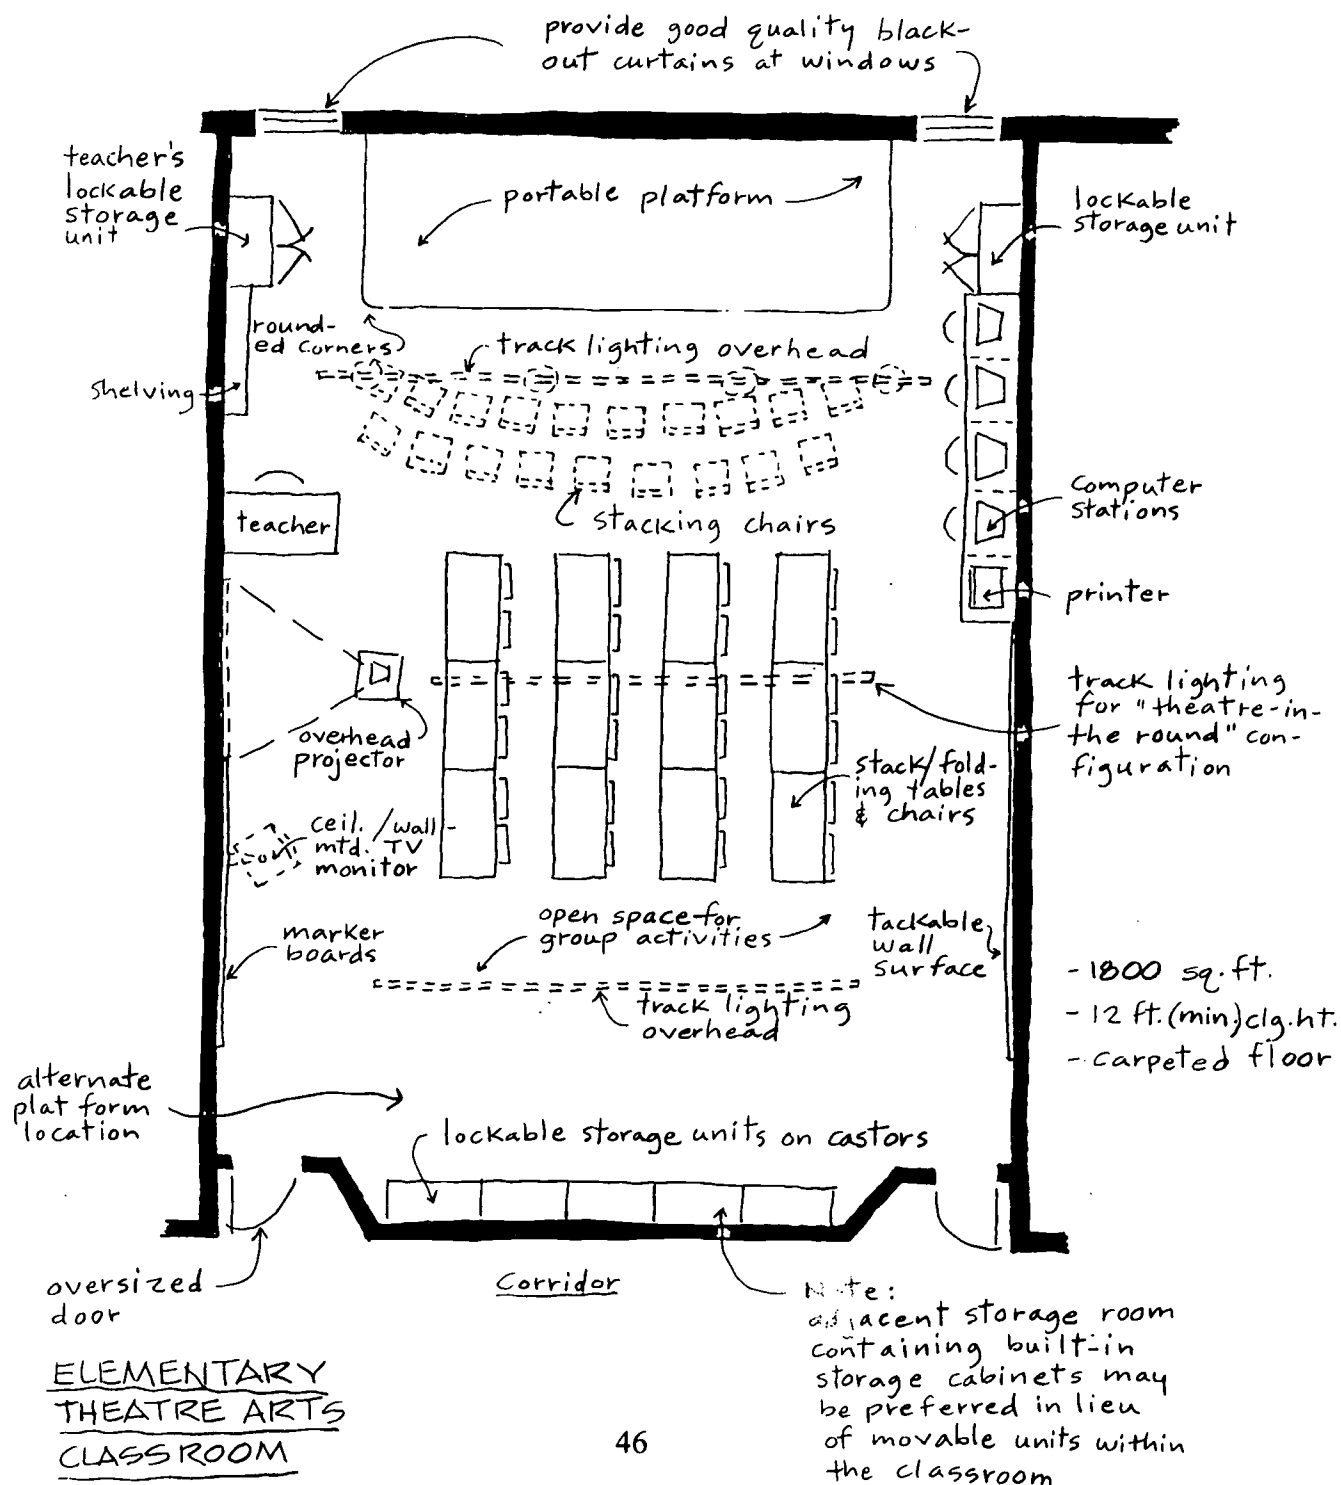 provide good quality black-
out curtains at windows
teacher's
lockable
storage
unit
portable platform
lockable
storage unit
round-
ed corners
track lighting overhead
shelving
stacking chairs
teacher
computer
stations
printer
track lighting
for "theatre-in-
the round" con-
figuration
overhead
projector
stack/fold-
ing tables
& chairs
ceil./wall-
mtd. TV
monitor
open space for
group activities
marker
boards
tackable
wall
surface
- 1800 sq.ft.
- 12 ft.(min.)clg.ht.
- carpeted floor
track lighting
overhead
alternate
platform
location
lockable storage units on castors
oversized
door
Corridor
Note:
adjacent storage room
containing built-in
storage cabinets may
be preferred in lieu
of movable units within
the classroom
ELEMENTARY
THEATRE ARTS
CLASSROOM
46